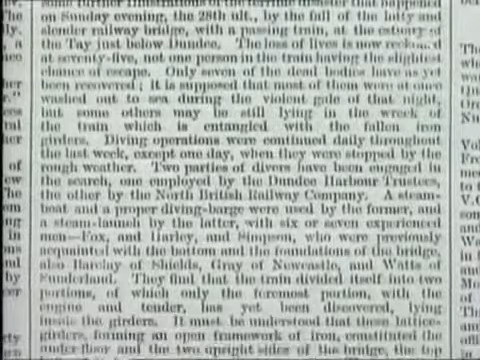 some further illustrations of the terrible disaster that happened
on Sunday evening, the 28th ult., by the fall of the lofty and
slender railway bridge, with a passing train, at the estuary of
the Tay just below Dundee. The loss of lives is now reckoned
at seventy-five, not one person in the train having the slightest
chance of escape. Only seven of the dead bodies have as yet
been recovered; it is supposed that most of them were at once
washed out to sea during the violent gale of that night,
but some others may be still lying in the wreck of
the train which is entangled with the fallen iron
girders. Diving operations were continued daily throughout
the last week, except one day, when they were stopped by the
rough weather. Two parties of divers have been engaged in
the search, one employed by the Dundee Harbour Trustees,
the other by the North British Railway Company. A steam-
boat and a proper diving-barge were used by the former, and
a steam-launch by the latter, with six or seven experienced
men—Fox, and Harley, and Simpson, who were previously
acquainted with the bottom and the foundations of the bridge,
also Barclay of Shields, Gray of Newcastle, and Watts of
Sunderland. They find that the train divided itself into two
portions, of which only the foremost portion, with the
engine and tender, has yet been discovered, lying
inside the girders. It must be understood that these lattice-
girders, forming an open framework of iron, constituted the
under-floor and the two upright sides of the bridge, the top